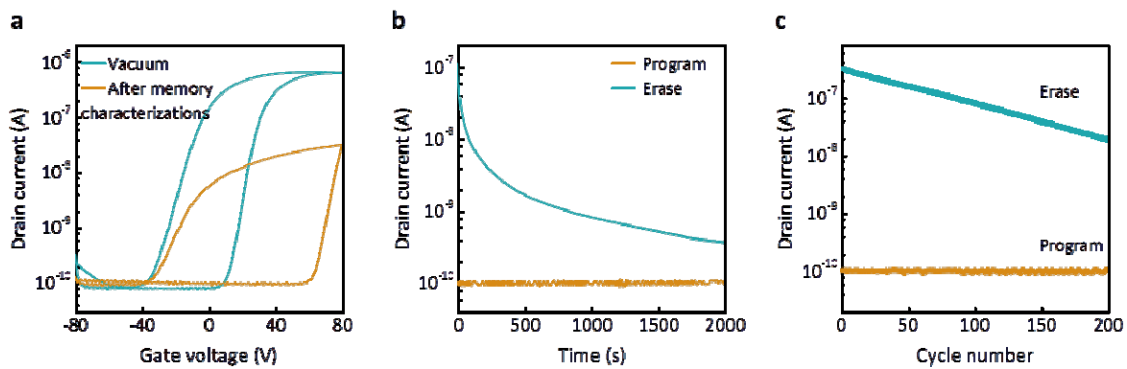 a
10⁻⁶
10⁻⁷
10⁻⁸
10⁻⁹
10⁻¹⁰
Drain current (A)
Vacuum
After memory
characterizations
-80
-40
0
40
80
Gate voltage (V)
b
10⁻⁷
10⁻⁸
10⁻⁹
10⁻¹⁰
Drain current (A)
Program
Erase
0
500
1000
1500
2000
Time (s)
c
10⁻⁷
10⁻⁸
10⁻⁹
10⁻¹⁰
Drain current (A)
Erase
Program
0
50
100
150
200
Cycle number